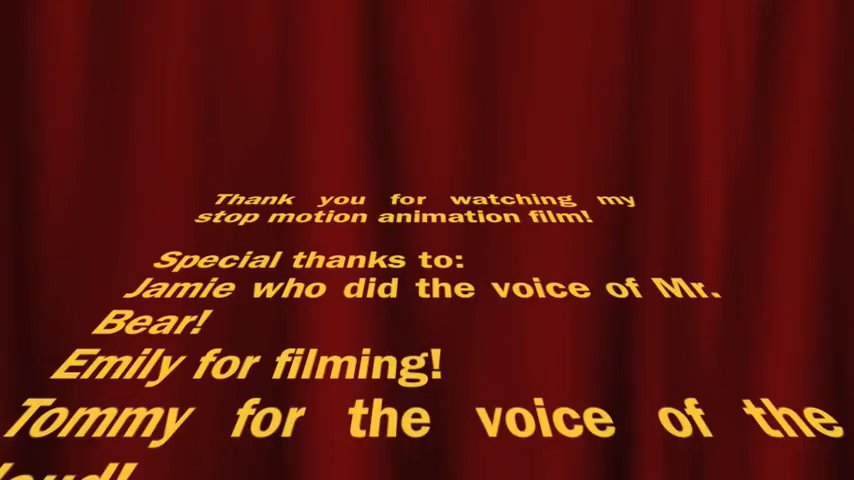 Thank you for watching my
stop motion animation film!
Special thanks to:
Jamie who did the voice of Mr.
Bear!
Emily for filming!
Tommy for the voice of the